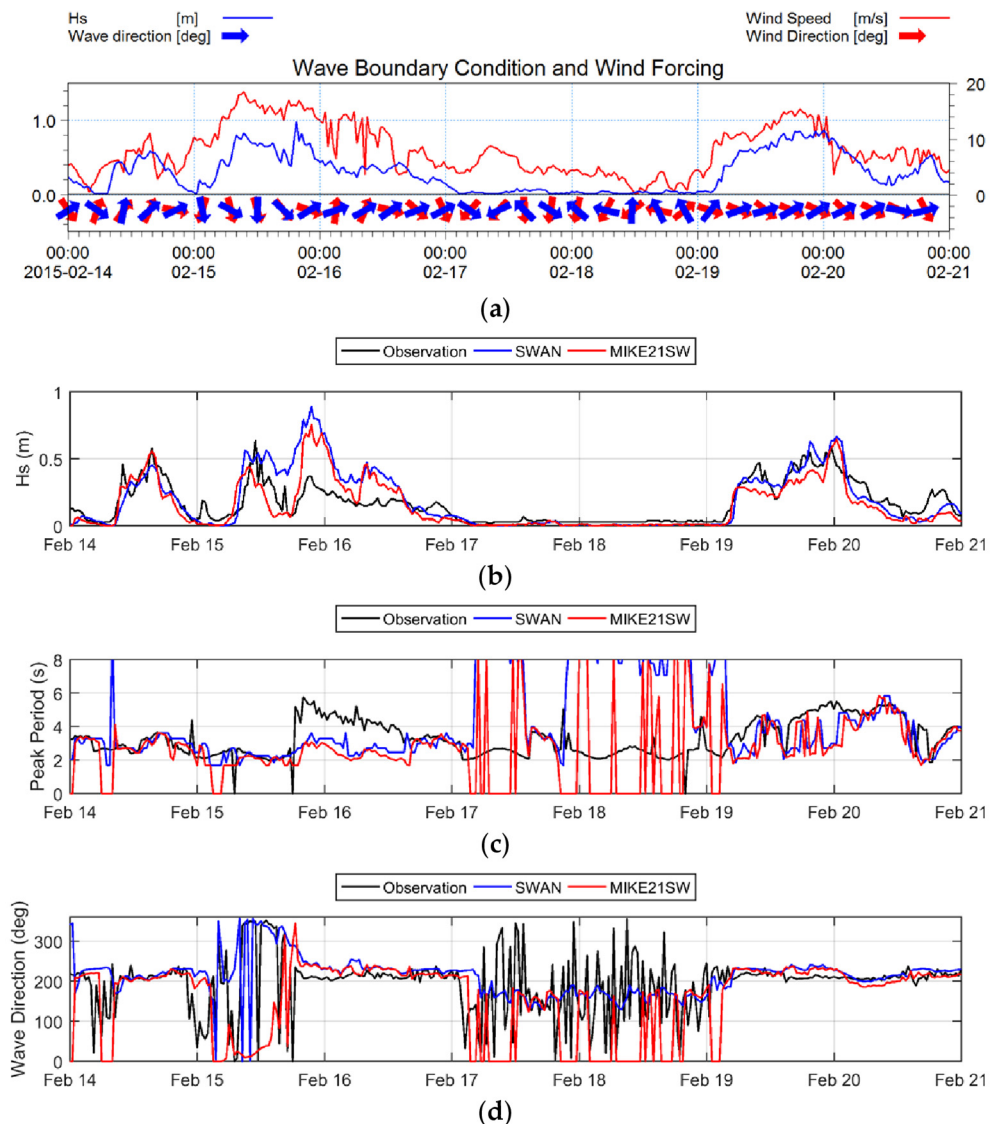 Hs [m]
Wave direction [deg]
Wind Speed [m/s]
Wind Direction [deg]
Wave Boundary Condition and Wind Forcing
20
1.0
10
0.0
0
00:00 00:00 00:00 00:00 00:00 00:00 00:00 00:00
2015-02-14 02-15 02-16 02-17 02-18 02-19 02-20 02-21
(a)
Observation SWAN MIKE21SW
Hs (m)
1
0.5
0
Feb 14 Feb 15 Feb 16 Feb 17 Feb 18 Feb 19 Feb 20 Feb 21
(b)
Observation SWAN MIKE21SW
Peak Period (s)
8
6
4
2
0
Feb 14 Feb 15 Feb 16 Feb 17 Feb 18 Feb 19 Feb 20 Feb 21
(c)
Observation SWAN MIKE21SW
Wave Direction (deg)
300
200
100
0
Feb 14 Feb 15 Feb 16 Feb 17 Feb 18 Feb 19 Feb 20 Feb 21
(d)